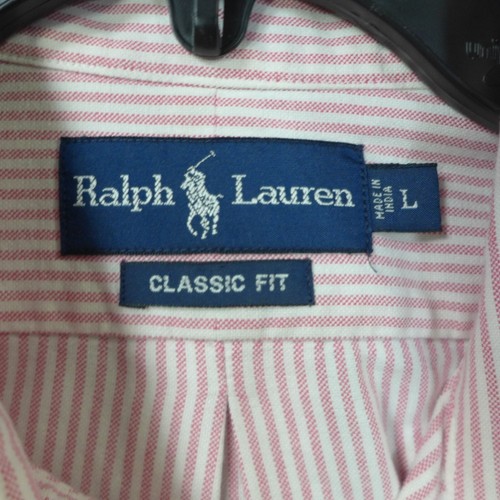 Ralph Lauren
MADE IN
INDIA
L
CLASSIC FIT